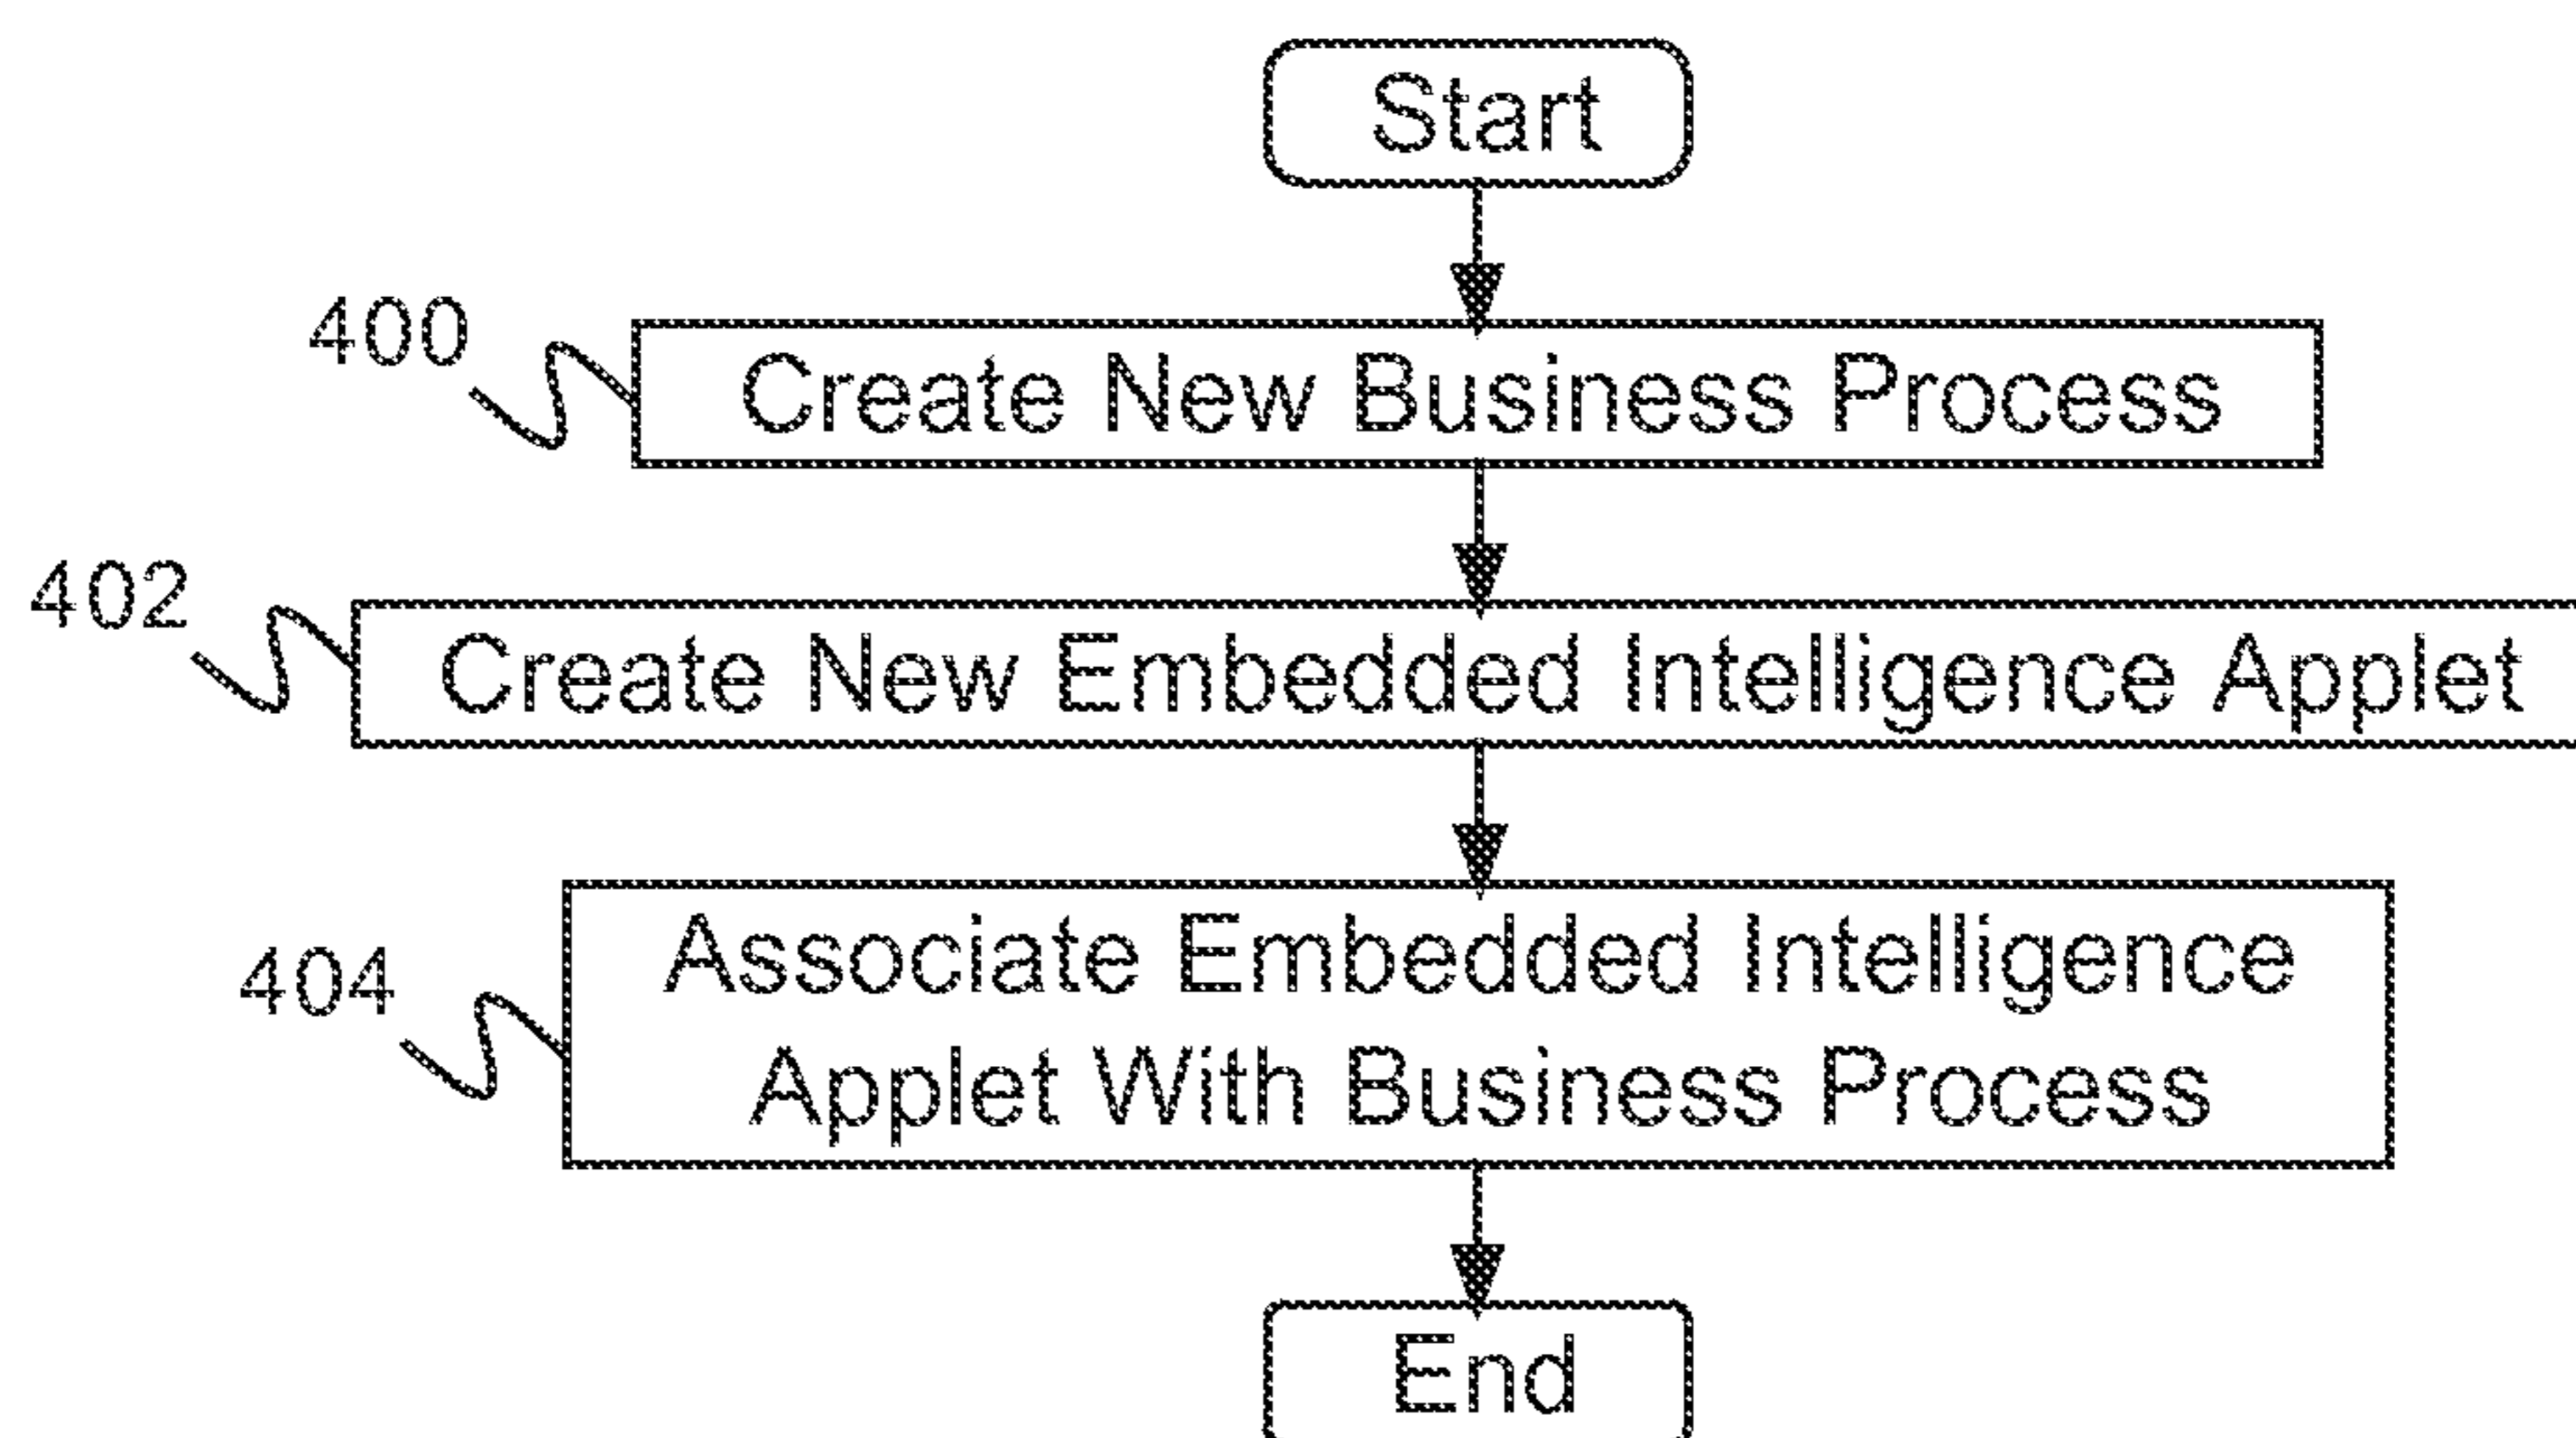 Start
400
Create New Business Process
402
Create New Embedded Intelligence Applet
404
Associate Embedded Intelligence
Applet With Business Process
End